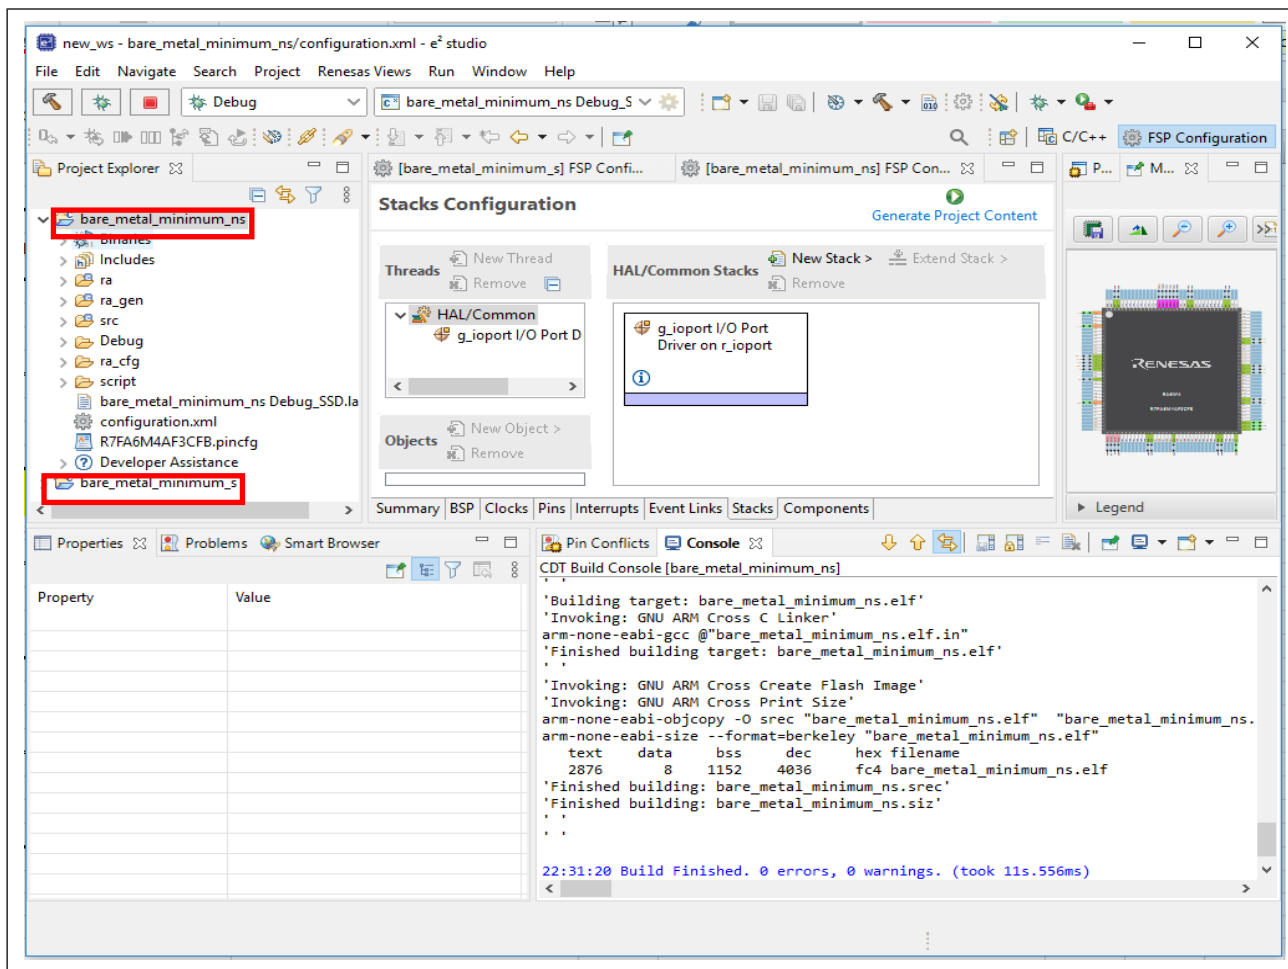 new_ws - bare_metal_minimum_ns/configuration.xml - e² studio
File Edit Navigate Search Project Renesas Views Run Window Help
Debug
bare_metal_minimum_ns Debug_S
C/C++
FSP Configuration
Project Explorer
bare_metal_minimum_ns
Binaries
Includes
ra
ra_gen
src
Debug
ra_cfg
script
bare_metal_minimum_ns Debug_SSD.la
configuration.xml
R7FA6M4AF3CFB.pincfg
Developer Assistance
bare_metal_minimum_s
[bare_metal_minimum_s] FSP Confi...
[bare_metal_minimum_ns] FSP Con...
Stacks Configuration
Generate Project Content
Threads
New Thread
Remove
HAL/Common
g_ioport I/O Port D
Objects
New Object >
Remove
HAL/Common Stacks
New Stack >
Extend Stack >
Remove
g_ioport I/O Port
Driver on r_ioport
Summary BSP Clocks Pins Interrupts Event Links Stacks Components
P...
M...
RENESAS
R7FA6M4AF3CFB
Legend
Properties
Problems
Smart Browser
Property Value
Pin Conflicts
Console
CDT Build Console [bare_metal_minimum_ns]
' '
'Building target: bare_metal_minimum_ns.elf'
'Invoking: GNU ARM Cross C Linker'
arm-none-eabi-gcc @"bare_metal_minimum_ns.elf.in"
'Finished building target: bare_metal_minimum_ns.elf'
' '
'Invoking: GNU ARM Cross Create Flash Image'
'Invoking: GNU ARM Cross Print Size'
arm-none-eabi-objcopy -O srec "bare_metal_minimum_ns.elf" "bare_metal_minimum_ns.
arm-none-eabi-size --format=berkeley "bare_metal_minimum_ns.elf"
text data bss dec hex filename
2876 8 1152 4036 fc4 bare_metal_minimum_ns.elf
'Finished building: bare_metal_minimum_ns.srec'
'Finished building: bare_metal_minimum_ns.siz'
' '
' '
22:31:20 Build Finished. 0 errors, 0 warnings. (took 11s.556ms)